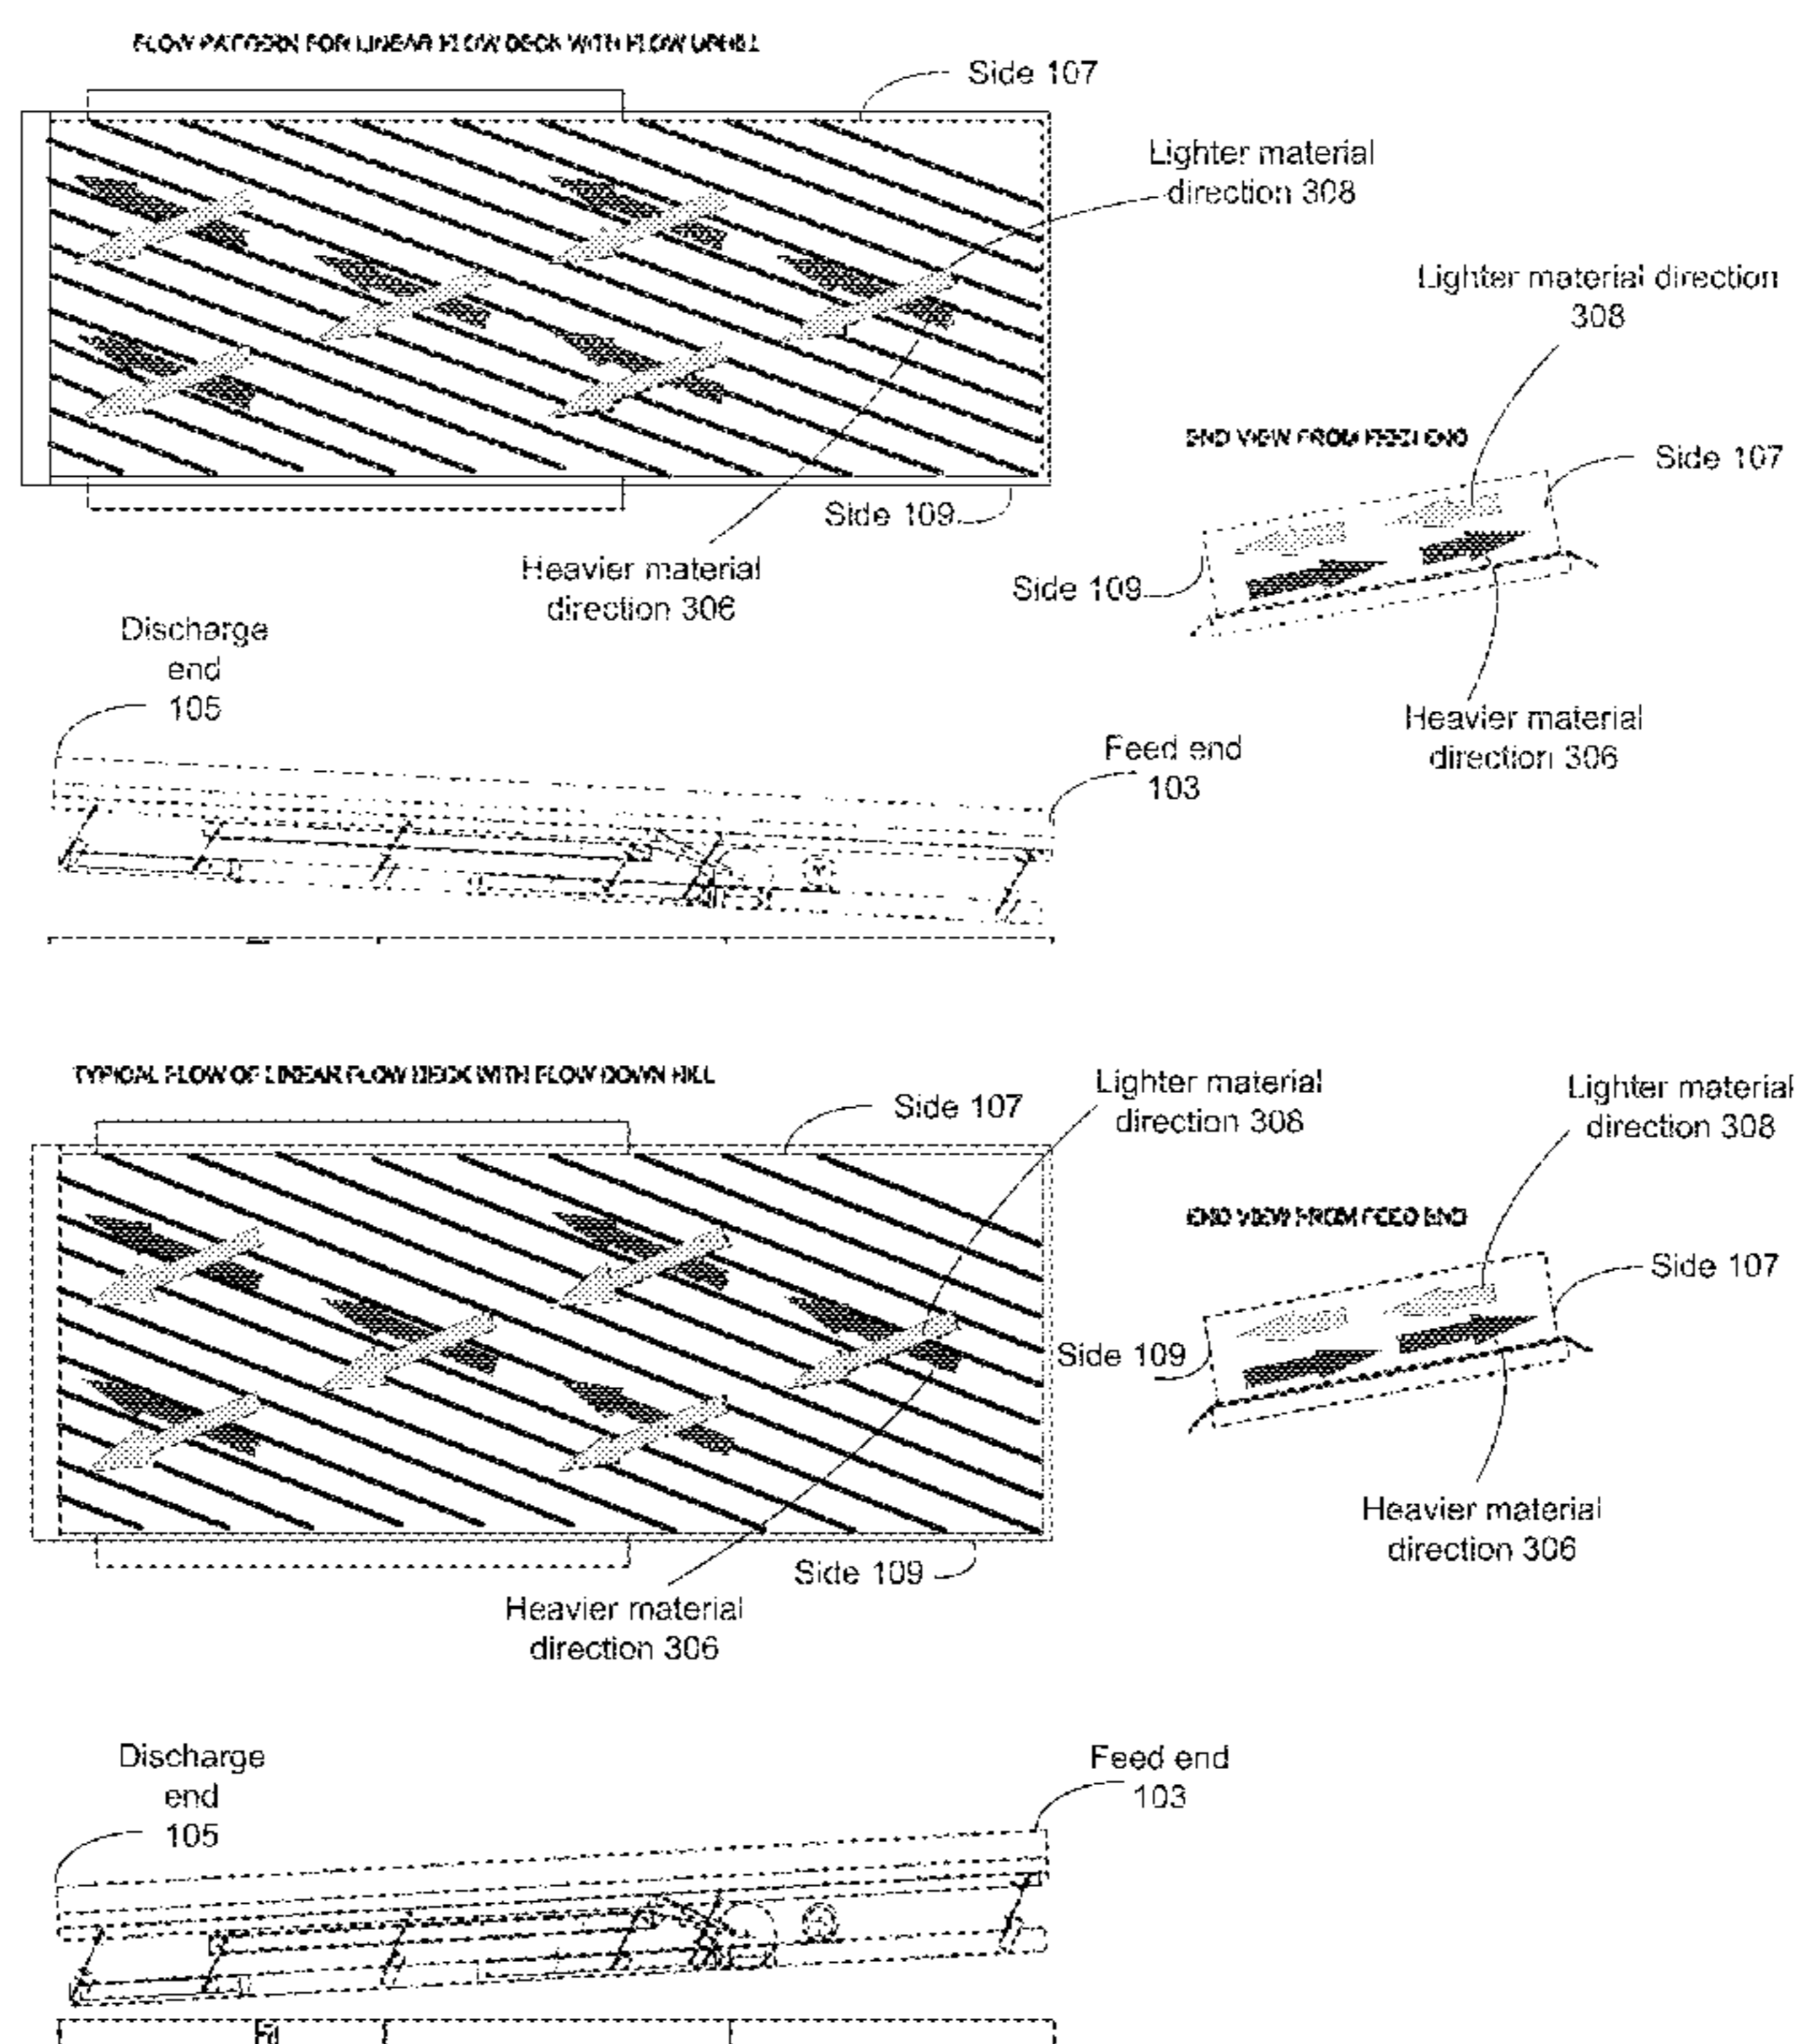 FLOW PATTERN FOR LINEAR FLOW DECK WITH FLOW UPHILL
Side 107
Lighter material
direction 308
Lighter material direction
308
END VIEW FROM FEED END
Side 107
Side 109
Side 109
Heavier material
direction 306
Heavier material
direction 306
Discharge
end
105
Feed end
103
TYPICAL FLOW OF LINEAR FLOW DECK WITH FLOW DOWN HILL
Side 107
Lighter material
direction 308
Lighter material
direction 308
END VIEW FROM FEED END
Side 107
Side 109
Side 109
Heavier material
direction 306
Heavier material
direction 306
Discharge
end
105
Feed end
103